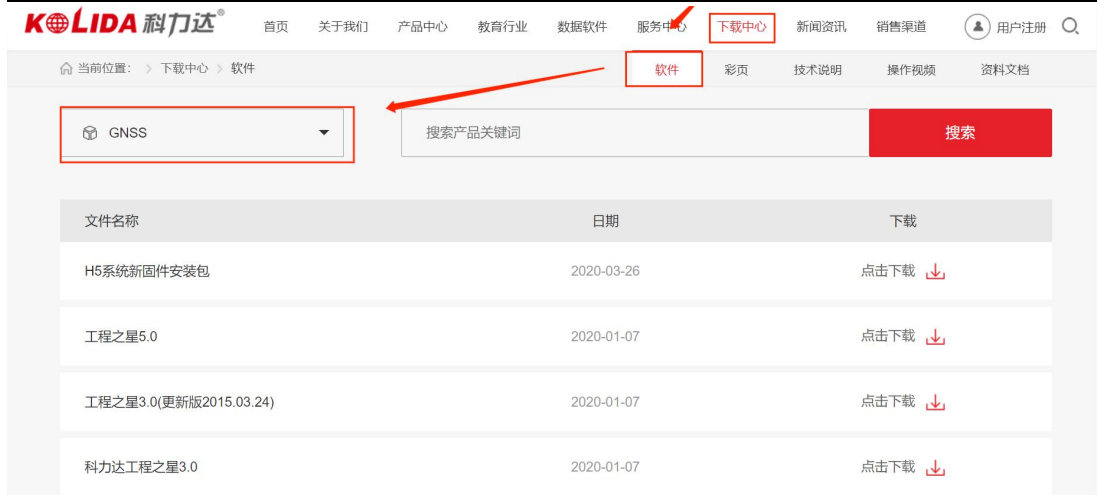 KOLIDA 科力达® 首页 关于我们 产品中心 教育行业 数据软件 服务中心 下载中心 新闻资讯 销售渠道 用户注册
当前位置： > 下载中心 > 软件 软件 彩页 技术说明 操作视频 资料文档
GNSS 搜索产品关键词 搜索
文件名称 日期 下载
H5系统新固件安装包 2020-03-26 点击下载
工程之星5.0 2020-01-07 点击下载
工程之星3.0(更新版2015.03.24) 2020-01-07 点击下载
科力达工程之星3.0 2020-01-07 点击下载